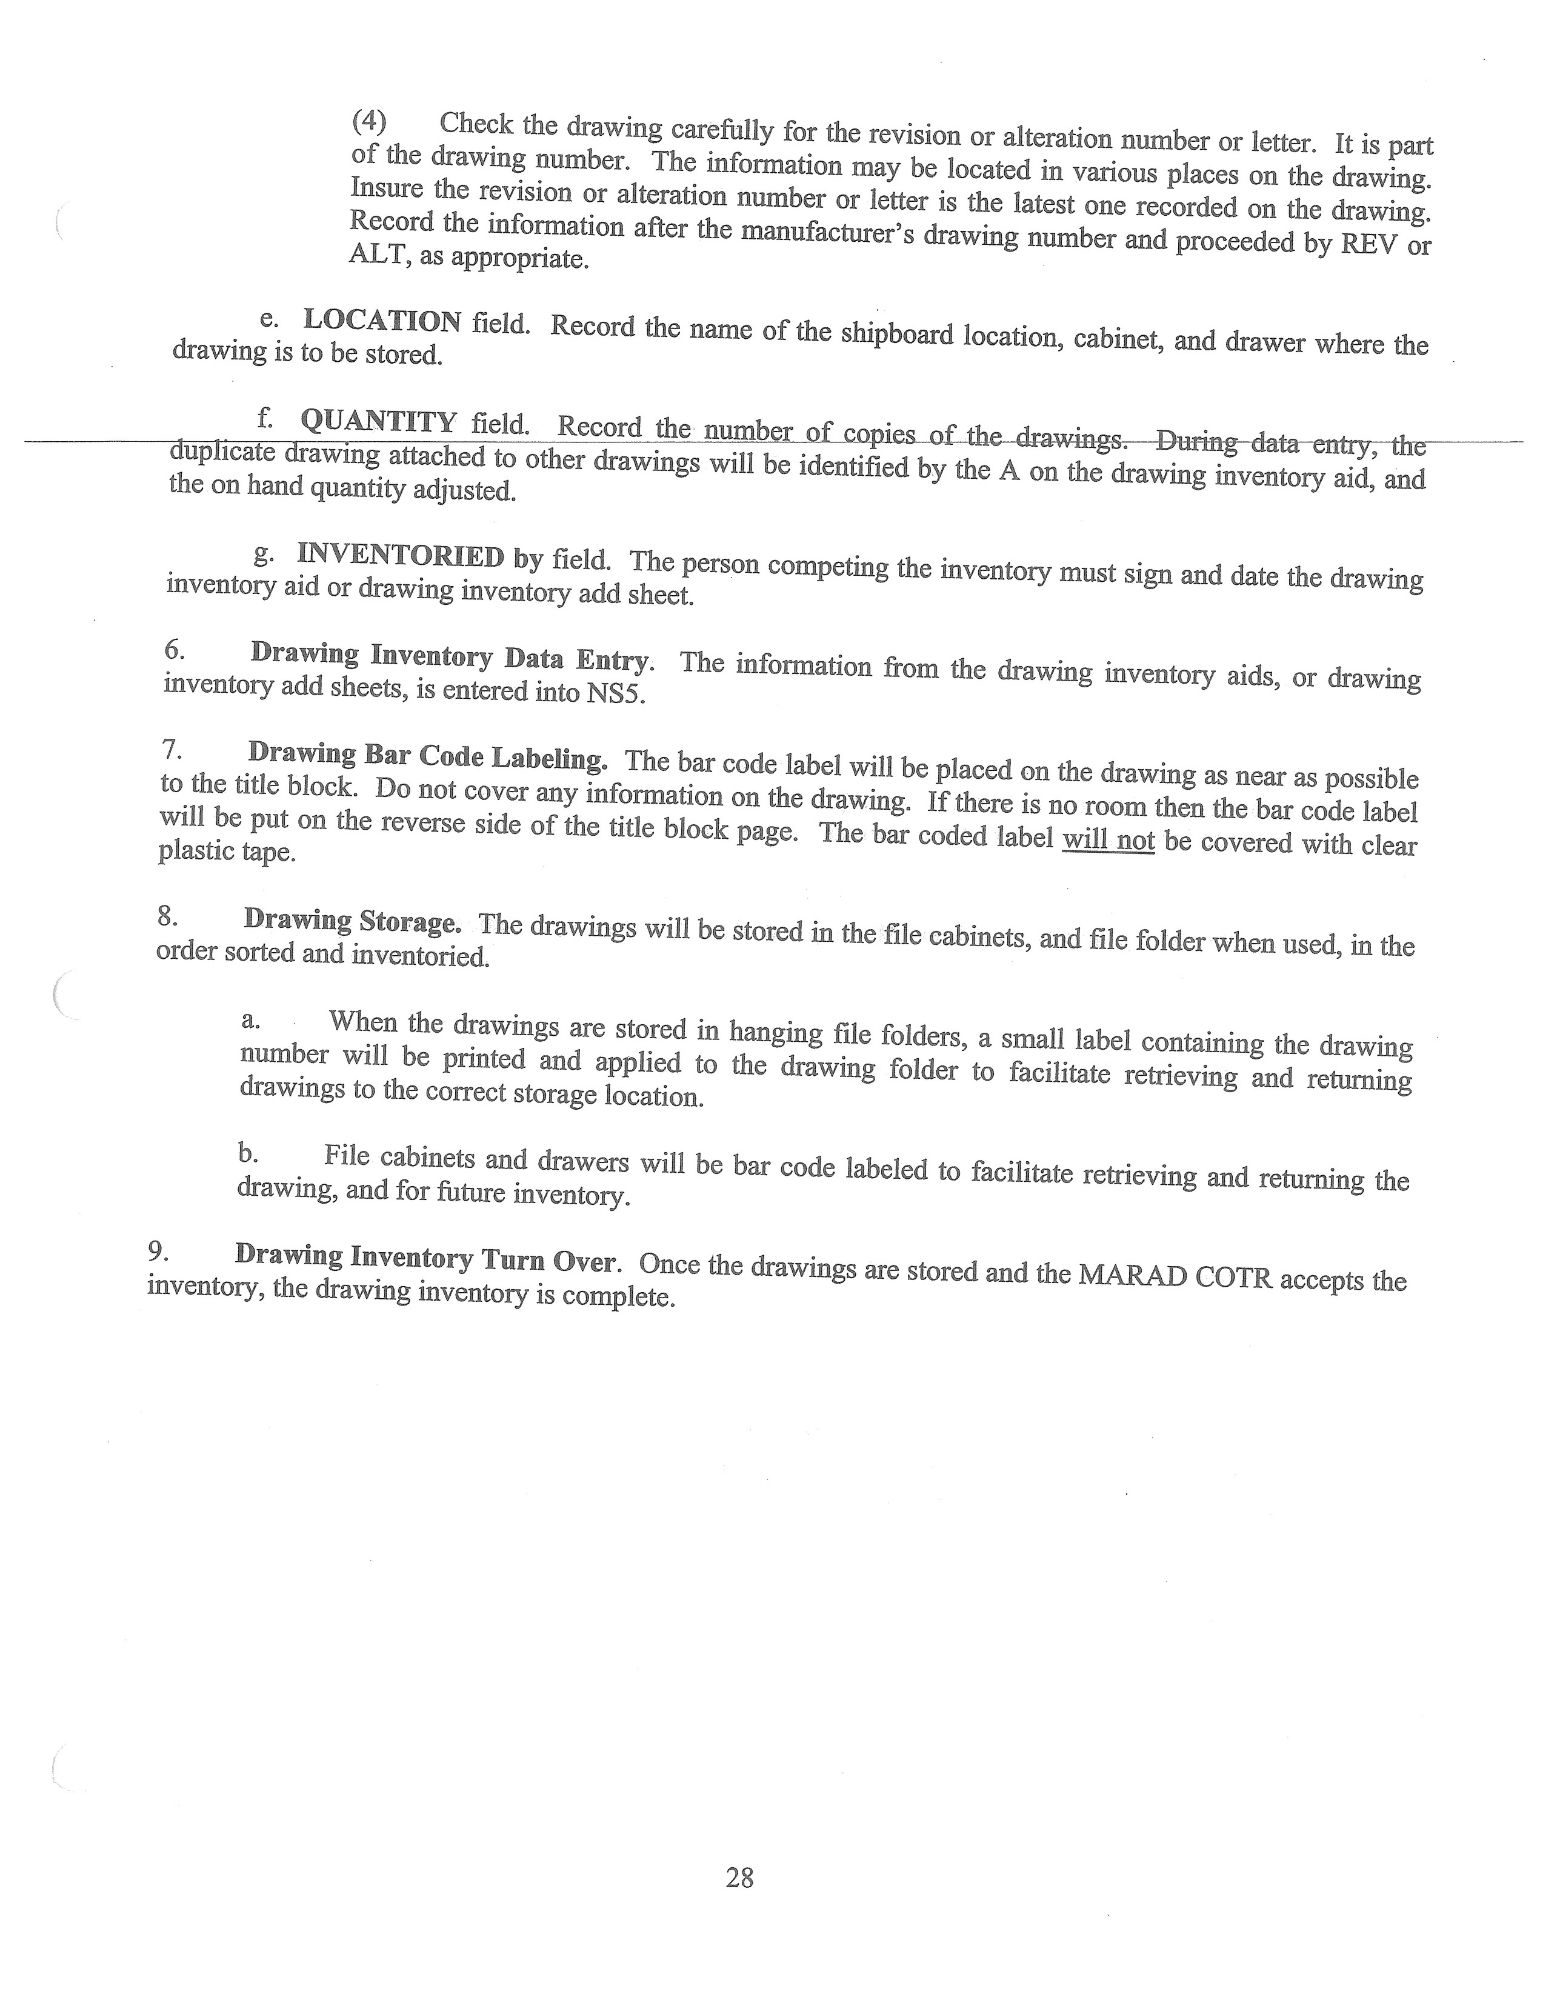 (4) Check the drawing carefully for the revision or alteration number or letter. It is part
of the drawing number. The information may be located in various places on the drawing.
Insure the revision or alteration number or letter is the latest one recorded on the drawing.
Record the information after the manufacturer's drawing number and proceeded by REV or
ALT, as appropriate.
e. LOCATION field. Record the name of the shipboard location, cabinet, and drawer where the
drawing is to be stored.
f. QUANTITY field. Record the number of copies of the drawings. During data entry, the
duplicate drawing attached to other drawings will be identified by the A on the drawing inventory aid, and
the on hand quantity adjusted.
g. INVENTORIED by field. The person competing the inventory must sign and date the drawing
inventory aid or drawing inventory add sheet.
6. Drawing Inventory Data Entry. The information from the drawing inventory aids, or drawing
inventory add sheets, is entered into NS5.
7. Drawing Bar Code Labeling. The bar code label will be placed on the drawing as near as possible
to the title block. Do not cover any information on the drawing. If there is no room then the bar code label
will be put on the reverse side of the title block page. The bar coded label will not be covered with clear
plastic tape.
8. Drawing Storage. The drawings will be stored in the file cabinets, and file folder when used, in the
order sorted and inventoried.
a. When the drawings are stored in hanging file folders, a small label containing the drawing
number will be printed and applied to the drawing folder to facilitate retrieving and returning
drawings to the correct storage location.
b. File cabinets and drawers will be bar code labeled to facilitate retrieving and returning the
drawing, and for future inventory.
9. Drawing Inventory Turn Over. Once the drawings are stored and the MARAD COTR accepts the
inventory, the drawing inventory is complete.
28